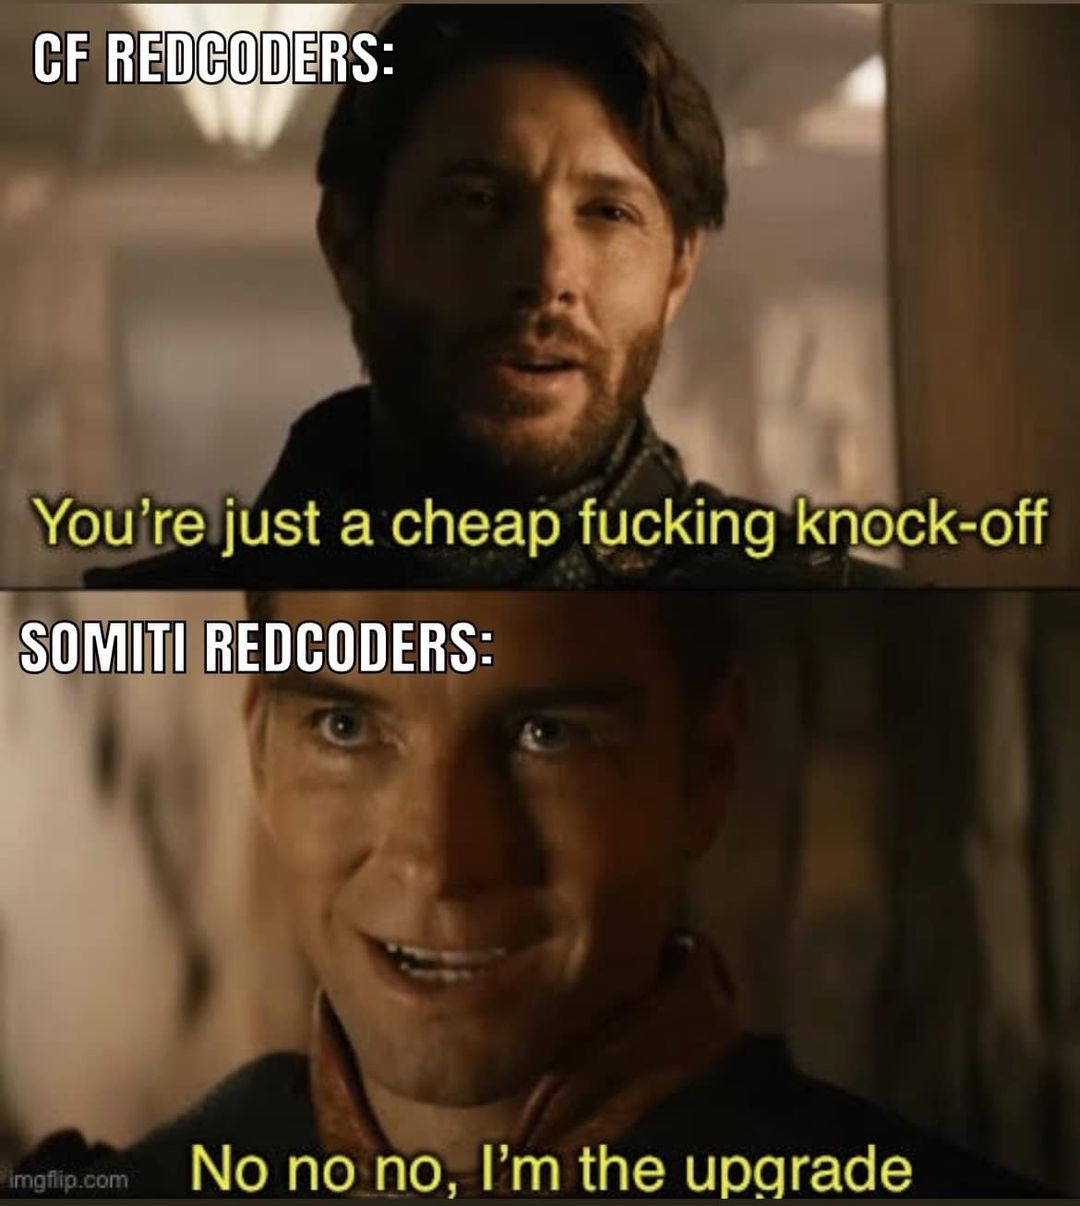 CF REDCODERS:
You're just a cheap fucking knock-off
SOMITI REDCODERS:
No no no, I'm the upgrade
imgflip.com